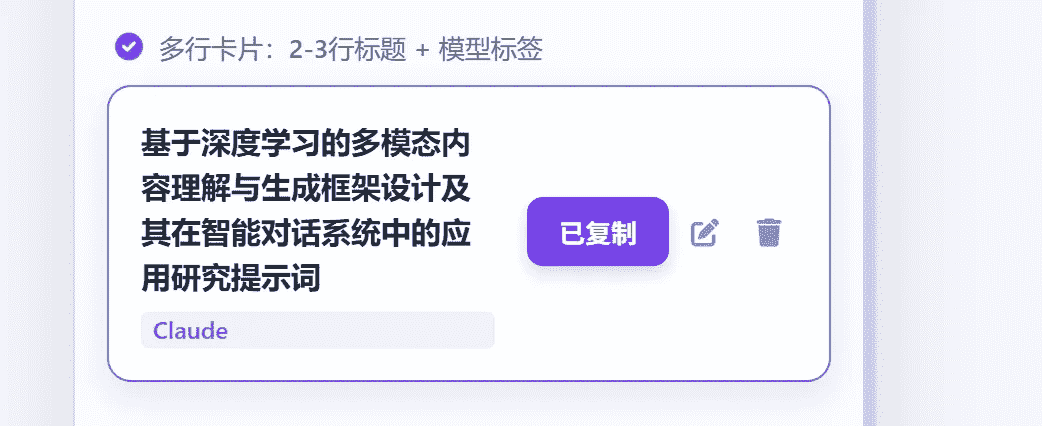 多行卡片：2-3行标题 + 模型标签
基于深度学习的多模态内
容理解与生成框架设计及
其在智能对话系统中的应
用研究提示词
已复制
Claude